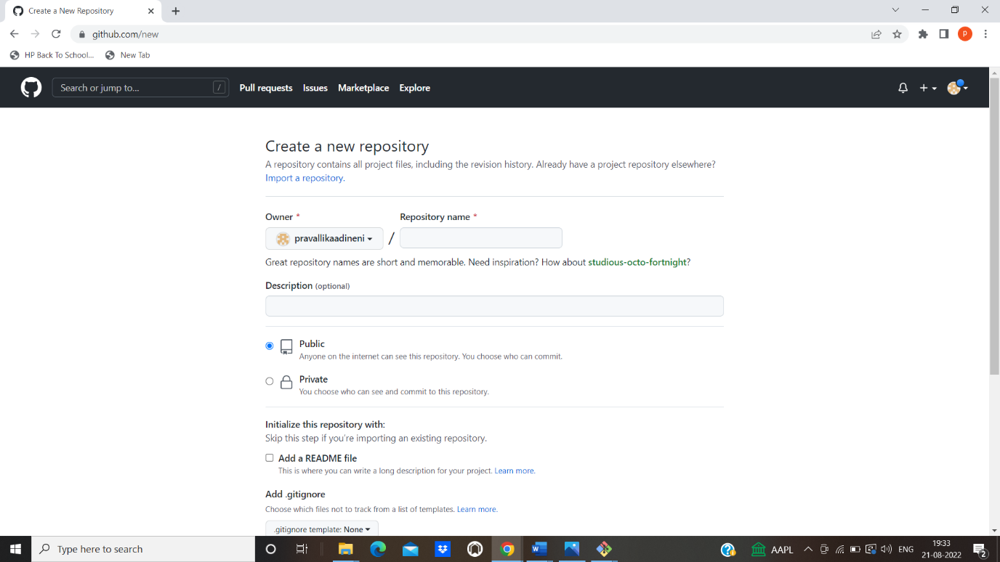 Create a New Repository
github.com/new
HP Back To School... New Tab
Search or jump to... / Pull requests Issues Marketplace Explore
Create a new repository
A repository contains all project files, including the revision history. Already have a project repository elsewhere?
Import a repository.
Owner * Repository name *
pravallikaadineni /
Great repository names are short and memorable. Need inspiration? How about studious-octo-fortnight?
Description (optional)
Public
Anyone on the internet can see this repository. You choose who can commit.
Private
You choose who can see and commit to this repository.
Initialize this repository with:
Skip this step if you're importing an existing repository.
Add a README file
This is where you can write a long description for your project. Learn more.
Add .gitignore
Choose which files not to track from a list of templates. Learn more.
.gitignore template: None
Type here to search
AAPL
ENG
19:33
21-08-2022
2